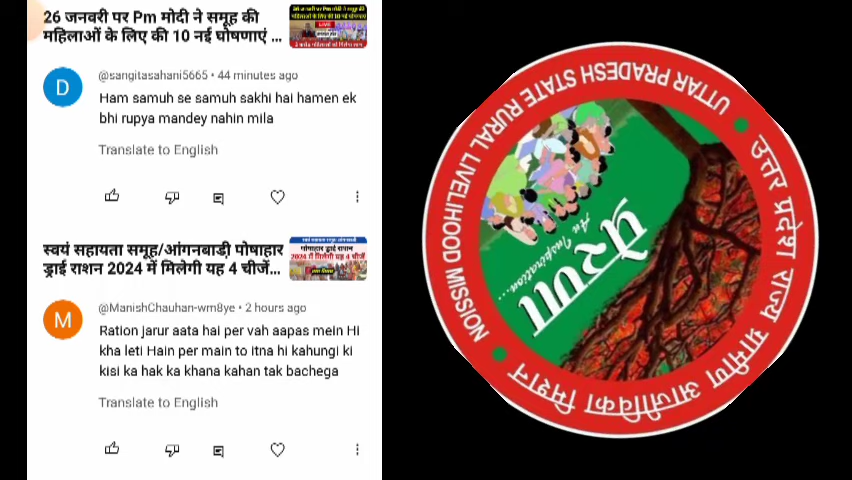 26 जनवरी पर Pm मोदी ने समूह की
महिलाओं के लिए की 10 नई घोषणाएं ...
LIVE
@sangitasahani5665 • 44 minutes ago
D
Ham samuh se samuh sakhi hai hamen ek
bhi rupya mandey nahin mila
Translate to English
स्वयं सहायता समूह/आंगनबाड़ी पोषाहार
ड्राई राशन 2024 में मिलेगी यह 4 चीजें...
@ManishChauhan-wm8ye • 2 hours ago
M
Ration jarur aata hai per vah aapas mein Hi
kha leti Hain per main to itna hi kahungi ki
kisi ka hak ka khana kahan tak bachega
Translate to English
UTTAR PRADESH STATE RURAL LIVELIHOOD MISSION
उत्तर प्रदेश राज्य ग्रामीण आजीविका मिशन
प्रेरणा
An Inspiration...